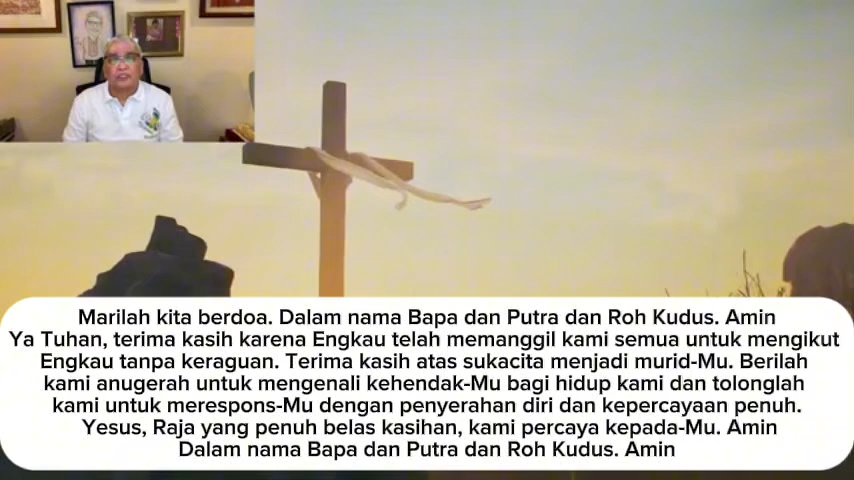 Marilah kita berdoa. Dalam nama Bapa dan Putra dan Roh Kudus. Amin
Ya Tuhan, terima kasih karena Engkau telah memanggil kami semua untuk mengikut
Engkau tanpa keraguan. Terima kasih atas sukacita menjadi murid-Mu. Berilah
kami anugerah untuk mengenali kehendak-Mu bagi hidup kami dan tolonglah
kami untuk merespons-Mu dengan penyerahan diri dan kepercayaan penuh.
Yesus, Raja yang penuh belas kasihan, kami percaya kepada-Mu. Amin
Dalam nama Bapa dan Putra dan Roh Kudus. Amin